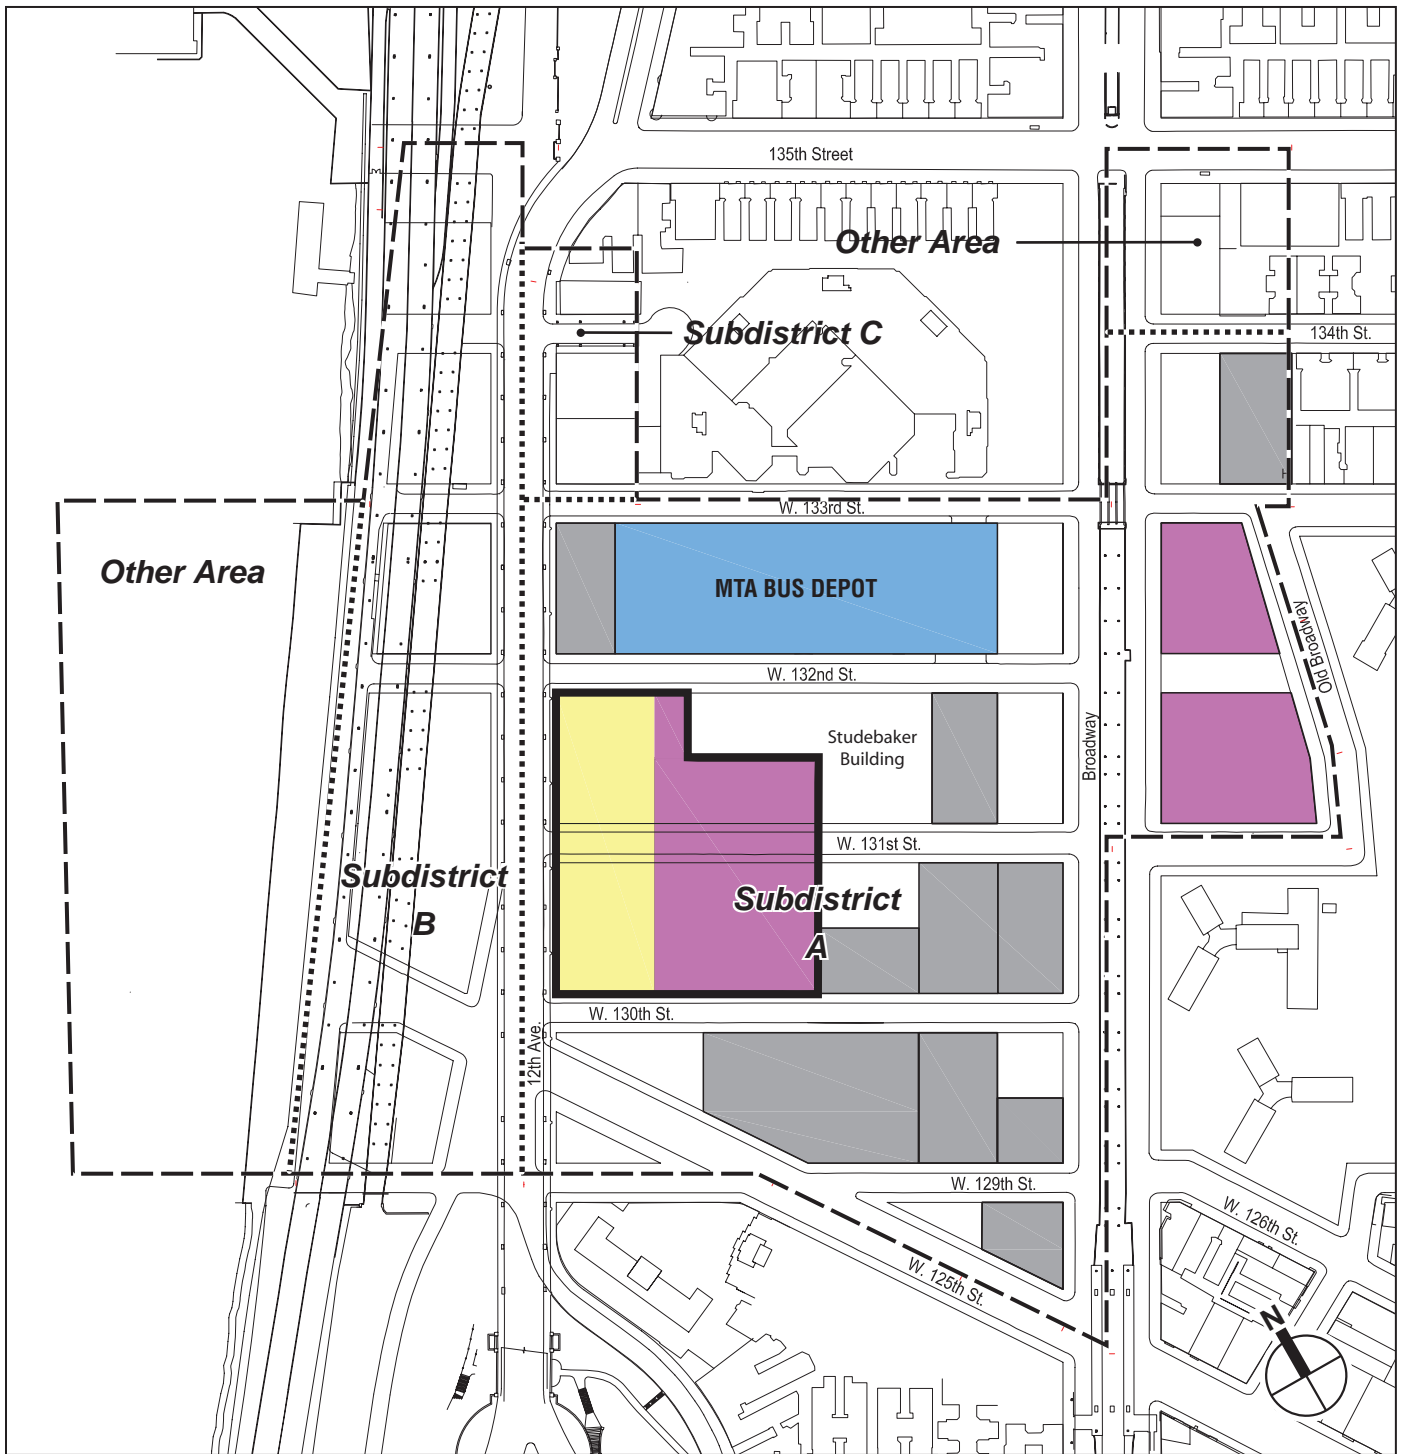 135th Street
Other Area
Subdistrict C
134th St.
W. 133rd St.
Other Area
MTA BUS DEPOT
Old Broadway
W. 132nd St.
Studebaker
Building
Broadway
W. 131st St.
Subdistrict
B
Subdistrict
A
W. 130th St.
12th Ave.
W. 129th St.
W. 126th St.
W. 125th St.
N